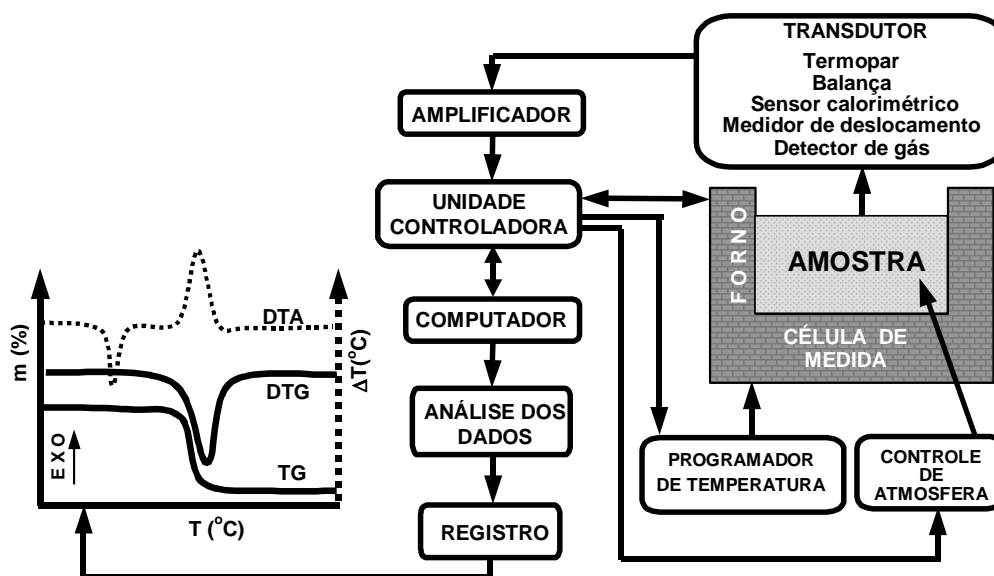 TRANSDUTOR
Termopar
Balança
Sensor calorimétrico
Medidor de deslocamento
Detector de gás
AMPLIFICADOR
UNIDADE
CONTROLADORA
FORNO
AMOSTRA
CÉLULA DE
MEDIDA
COMPUTADOR
ANÁLISE DOS
DADOS
PROGRAMADOR
DE TEMPERATURA
CONTROLE
DE
ATMOSFERA
REGISTRO
m (%)
EXO
DTA
DTG
TG
ΔT(°C)
T (°C)